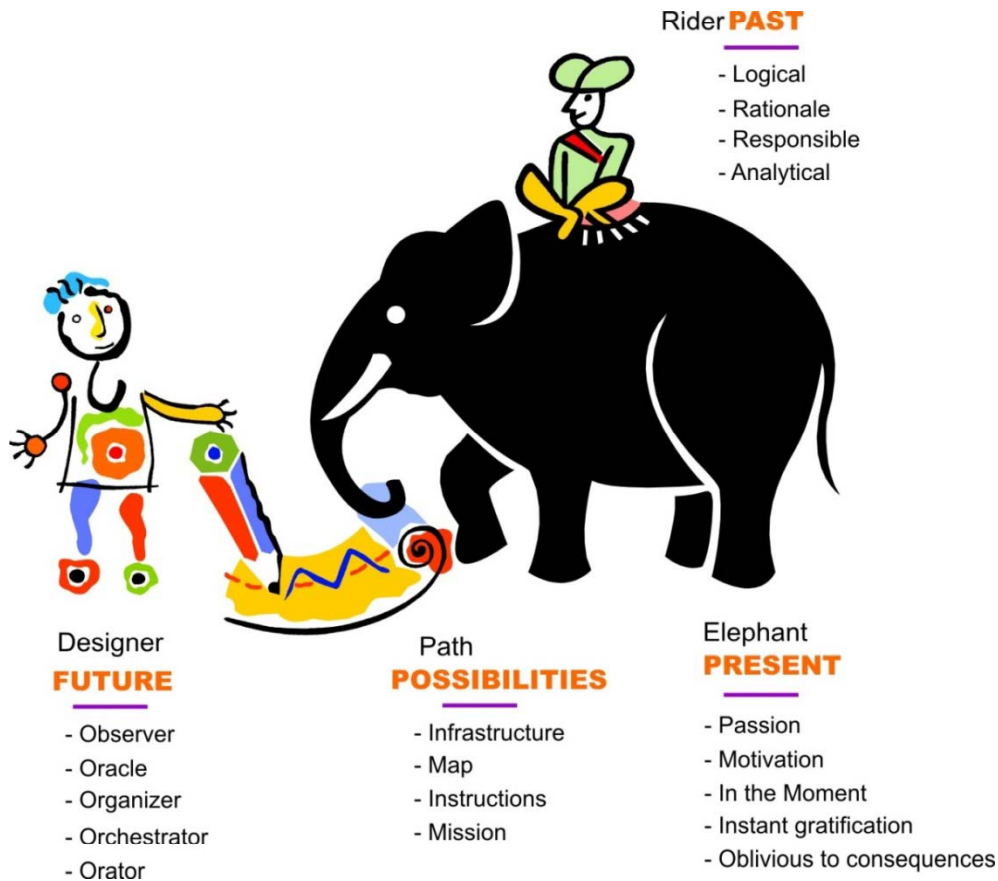 Rider PAST
- Logical
- Rationale
- Responsible
- Analytical
Designer
FUTURE
- Observer
- Oracle
- Organizer
- Orchestrator
- Orator
Path
POSSIBILITIES
- Infrastructure
- Map
- Instructions
- Mission
Elephant
PRESENT
- Passion
- Motivation
- In the Moment
- Instant gratification
- Oblivious to consequences